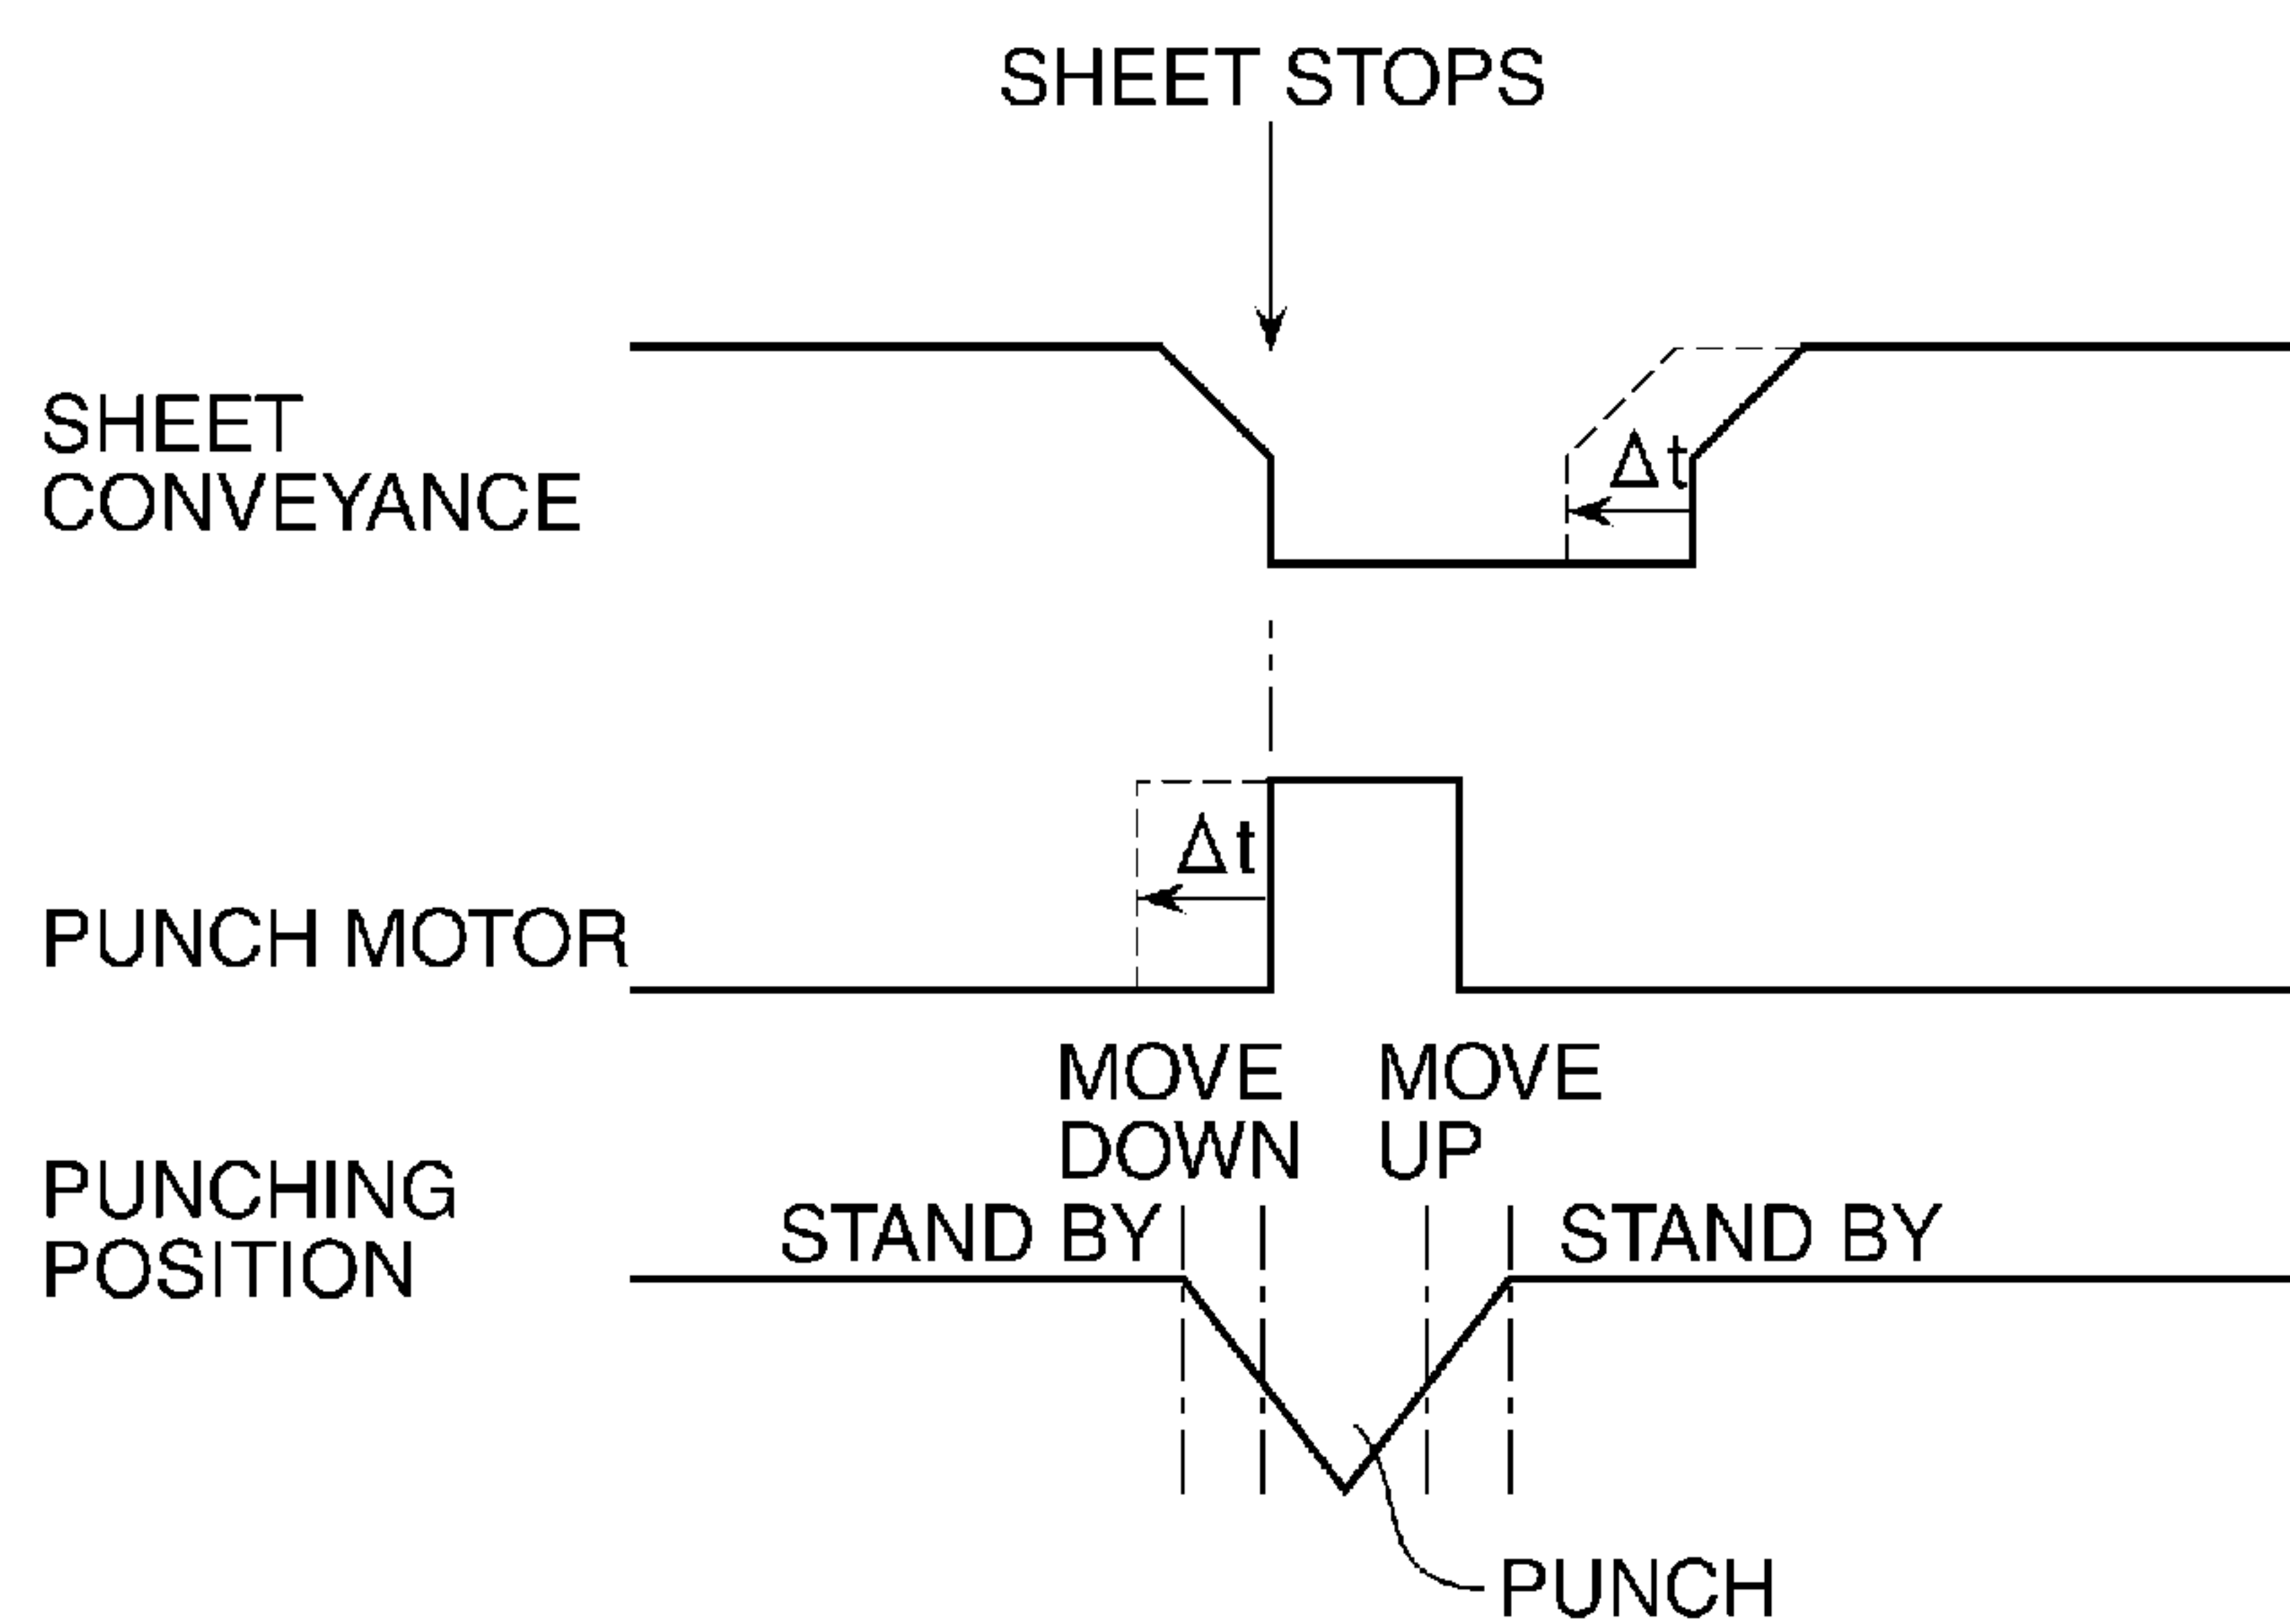 SHEET STOPS
SHEET
CONVEYANCE
Δt
Δt
PUNCH MOTOR
MOVE
DOWN
MOVE
UP
PUNCHING
POSITION
STAND BY
STAND BY
PUNCH